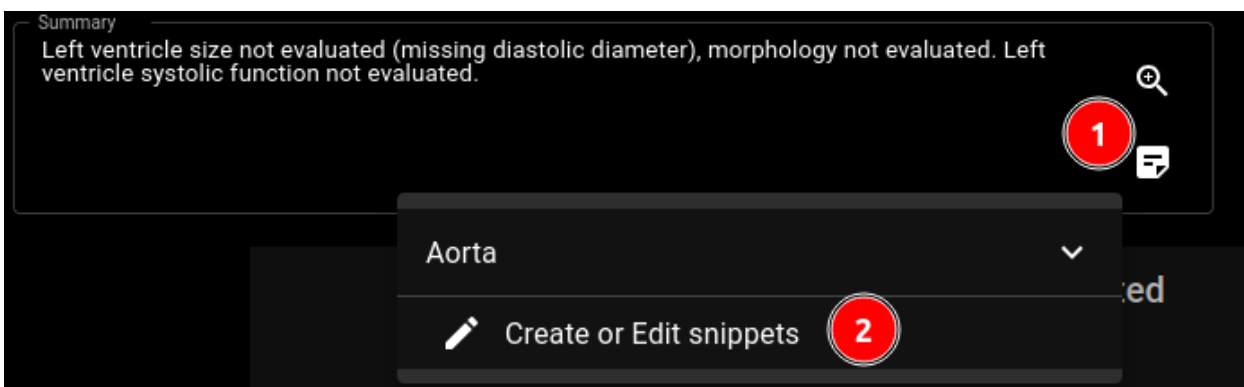 Summary
Left ventricle size not evaluated (missing diastolic diameter), morphology not evaluated. Left
ventricle systolic function not evaluated.
1
Aorta
ted
Create or Edit snippets
2